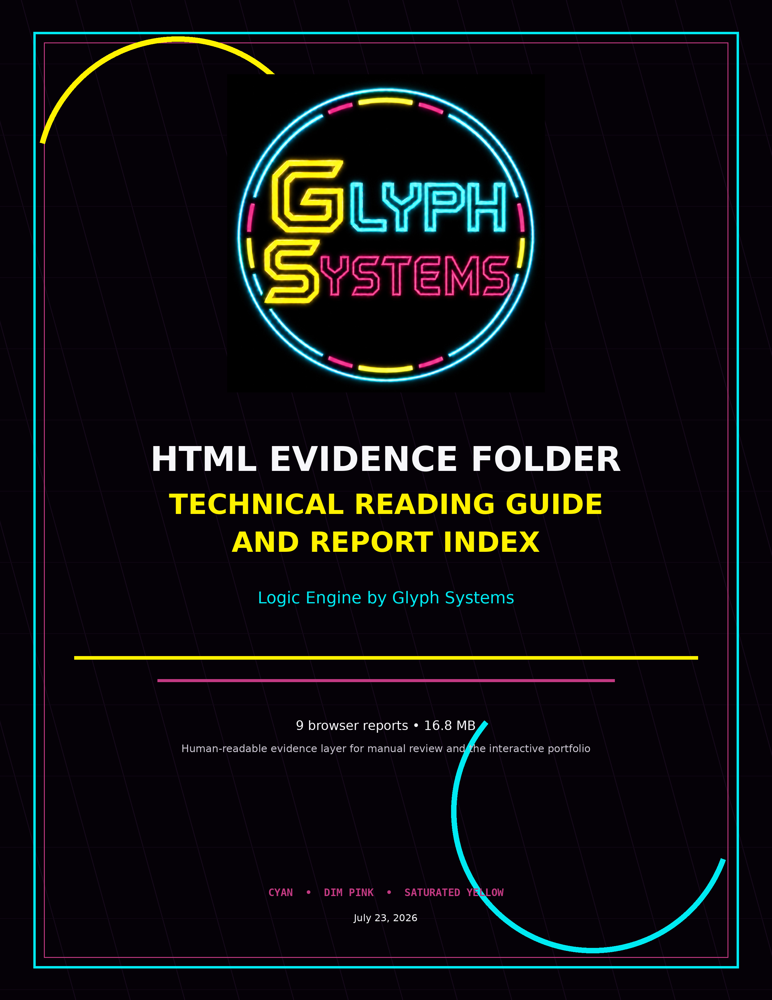 GLYPH
SYSTEMS
HTML EVIDENCE FOLDER
TECHNICAL READING GUIDE
AND REPORT INDEX
Logic Engine by Glyph Systems
9 browser reports • 16.8 MB
Human-readable evidence layer for manual review and the interactive portfolio
CYAN • DIM PINK • SATURATED YELLOW
July 23, 2026